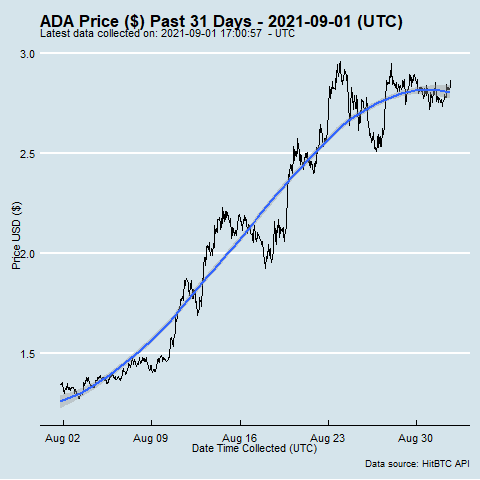 ADA Price ($) Past 31 Days - 2021-09-01 (UTC)
Latest data collected on: 2021-09-01 17:00:57 - UTC
3.0
2.5
2.0
1.5
Price USD ($)
Aug 02 Aug 09 Aug 16 Aug 23 Aug 30
Date Time Collected (UTC)
Data source: HitBTC API